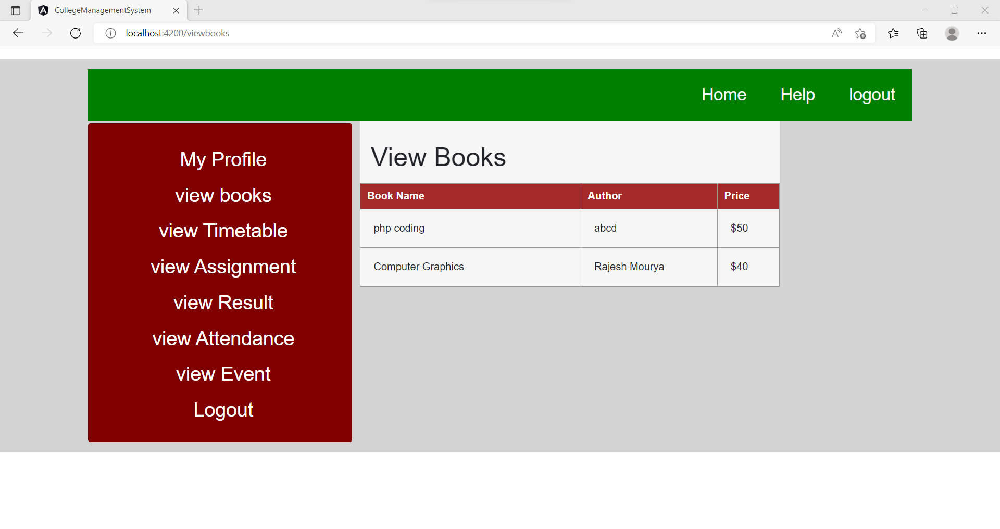 CollegeManagementSystem
localhost:4200/viewbooks
Home Help logout
My Profile
view books
view Timetable
view Assignment
view Result
view Attendance
view Event
Logout
View Books
Book Name Author Price
php coding abcd $50
Computer Graphics Rajesh Mourya $40